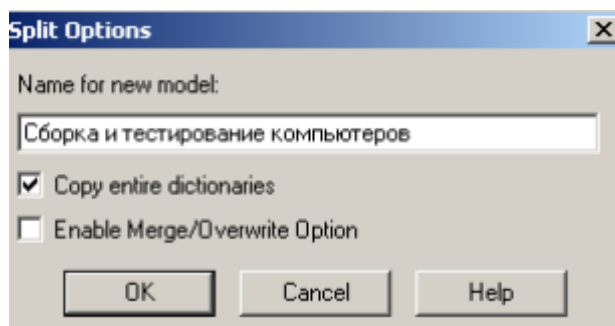 Split Options
Name for new model:
Сборка и тестирование компьютеров
Copy entire dictionaries
Enable Merge/Overwrite Option
OK Cancel Help